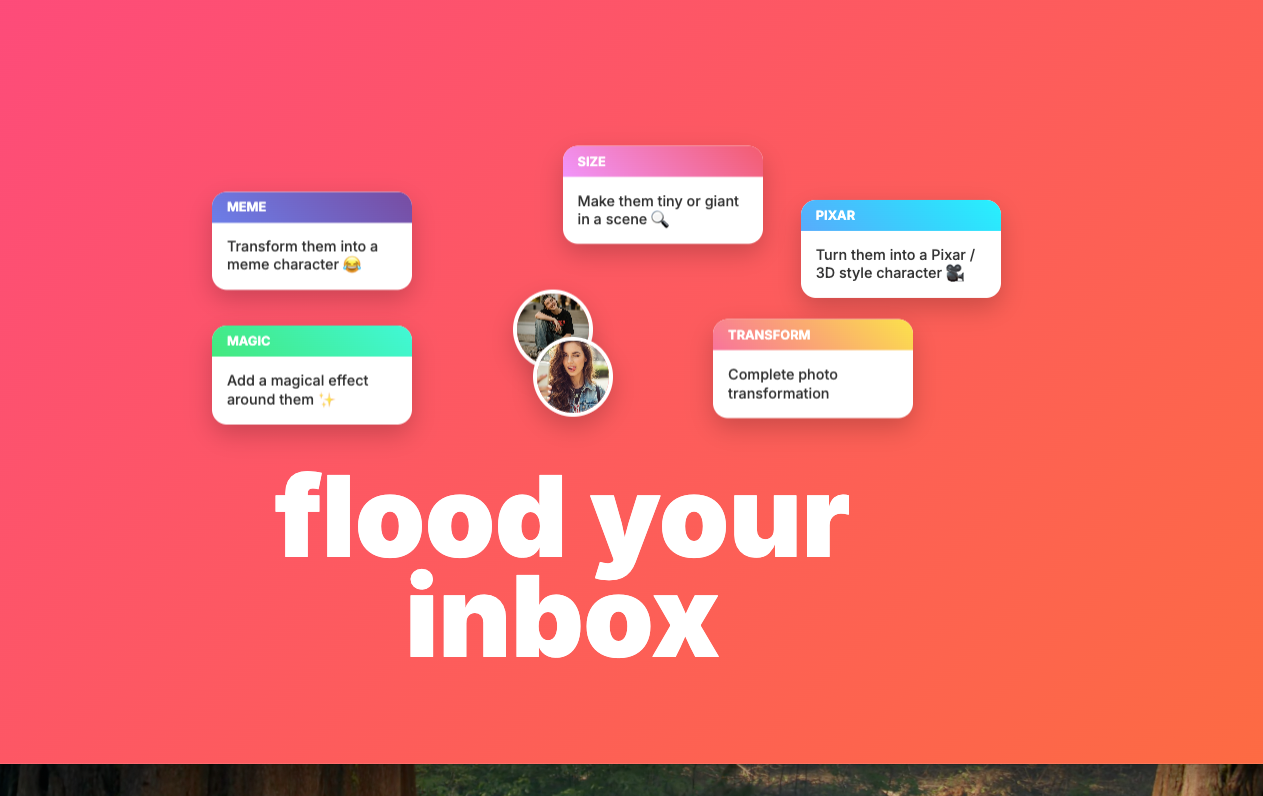 SIZE
Make them tiny or giant
in a scene 🔍
MEME
Transform them into a
meme character 😂
PIXAR
Turn them into a Pixar /
3D style character 🎥
MAGIC
Add a magical effect
around them ✨
TRANSFORM
Complete photo
transformation
flood your
inbox